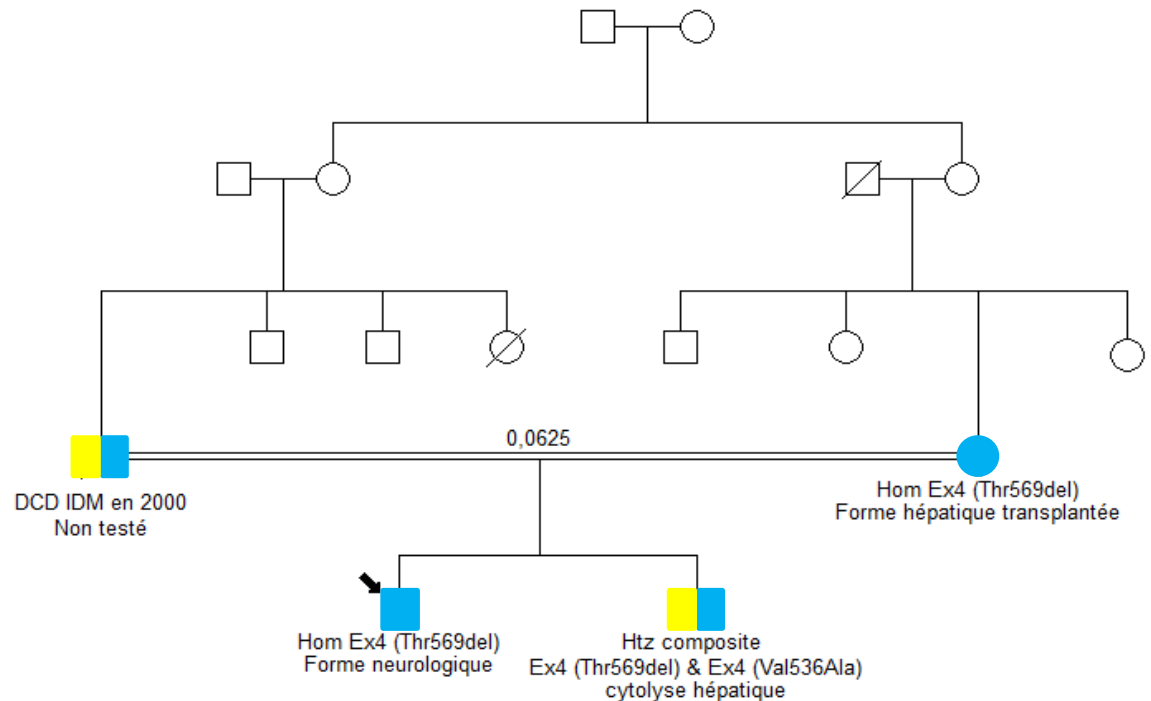 0,0625
DCD IDM en 2000
Non testé
Hom Ex4 (Thr569del)
Forme hépatique transplantée
Hom Ex4 (Thr569del)
Forme neurologique
Htz composite
Ex4 (Thr569del) & Ex4 (Val536Ala)
cytolyse hépatique